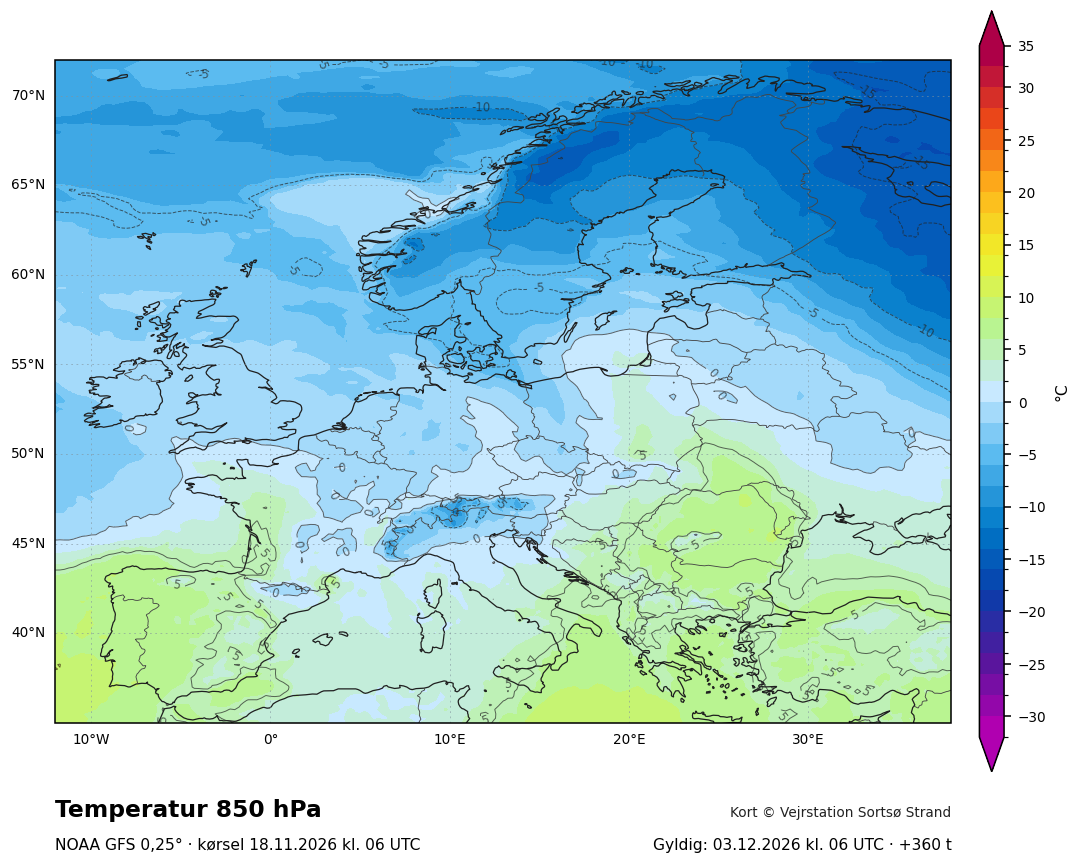 70°N
65°N
60°N
55°N
50°N
45°N
40°N
10°W 0° 10°E 20°E 30°E
35
30
25
20
15
10
5
0
−5
−10
−15
−20
−25
−30
°C
Temperatur 850 hPa
Kort © Vejrstation Sortsø Strand
NOAA GFS 0,25° · kørsel 18.11.2026 kl. 06 UTC
Gyldig: 03.12.2026 kl. 06 UTC · +360 t